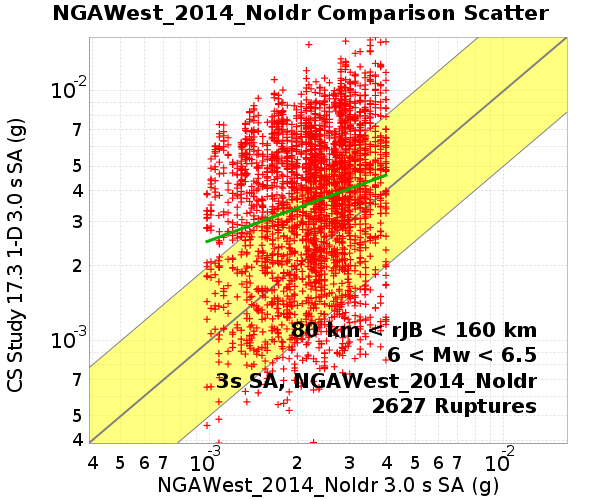 NGAWest_2014_NoIdr Comparison Scatter
CS Study 17.3 1-D 3.0 s SA (g)
10-2
7
5
4
3
2
10-3
7
5
4
80 km < rJB < 160 km
6 < Mw < 6.5
3s SA, NGAWest_2014_NoIdr
2627 Ruptures
4 5 6 7 10-3 2 3 4 5 6 7 10-2
NGAWest_2014_NoIdr 3.0 s SA (g)